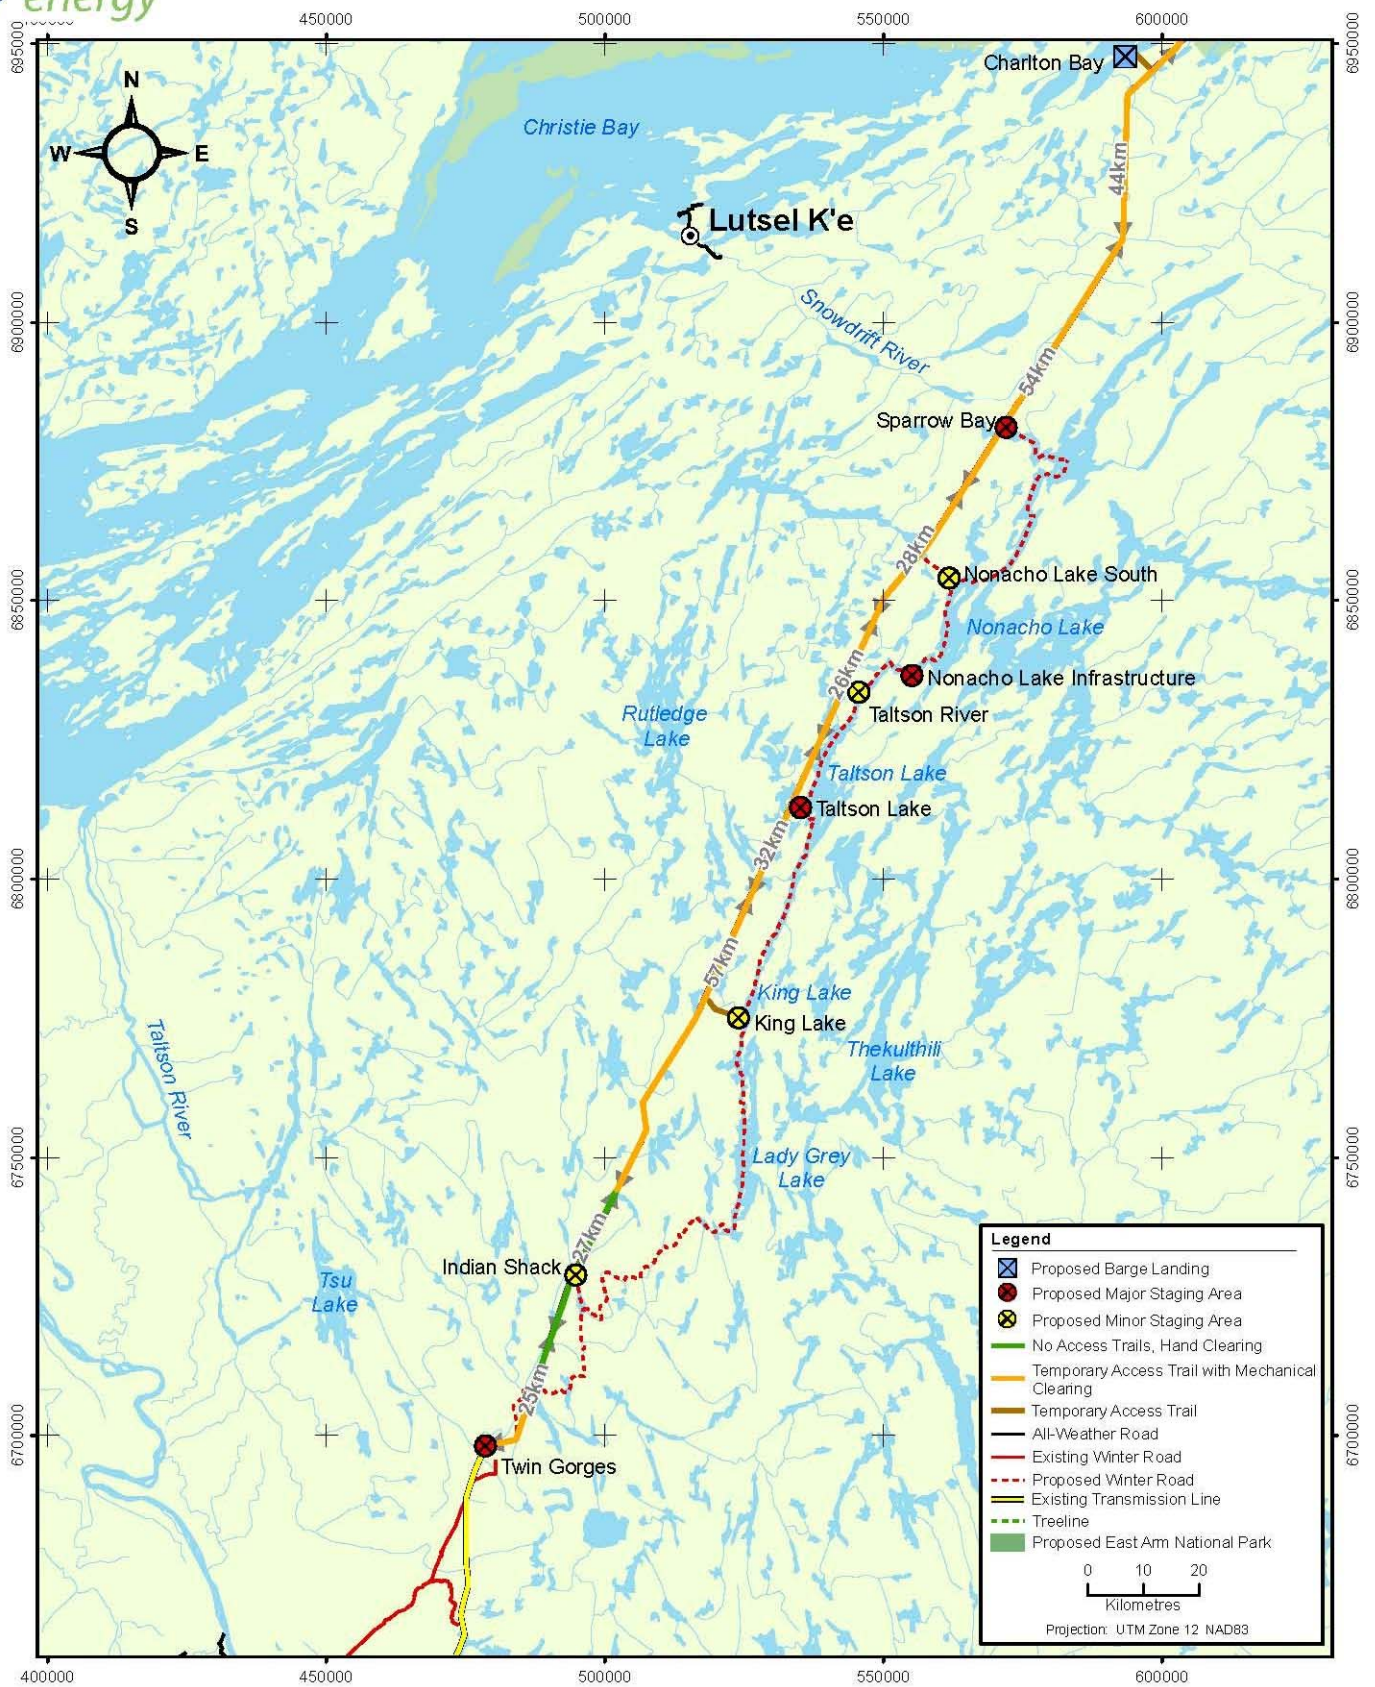 energy
450000
500000
550000
600000
6950000
6950000
N
W
E
S
Charlton Bay
Christie Bay
44km
Lutsel K'e
Snowdrift River
6900000
6900000
54km
Sparrow Bay
28km
Nonacho Lake South
6850000
6850000
Nonacho Lake
26km
Nonacho Lake Infrastructure
Rutledge
Lake
Taltson River
Taltson Lake
Taltson Lake
32km
6800000
6800000
57km
King Lake
King Lake
Taltson River
Thekulthili
Lake
6750000
6750000
Lady Grey
Lake
27km
Indian Shack
Tsu
Lake
25km
6700000
6700000
Twin Gorges
Legend
Proposed Barge Landing
Proposed Major Staging Area
Proposed Minor Staging Area
No Access Trails, Hand Clearing
Temporary Access Trail with Mechanical
Clearing
Temporary Access Trail
All-Weather Road
Existing Winter Road
Proposed Winter Road
Existing Transmission Line
Treeline
Proposed East Arm National Park
0 10 20
Kilometres
Projection: UTM Zone 12 NAD83
400000
450000
500000
550000
600000